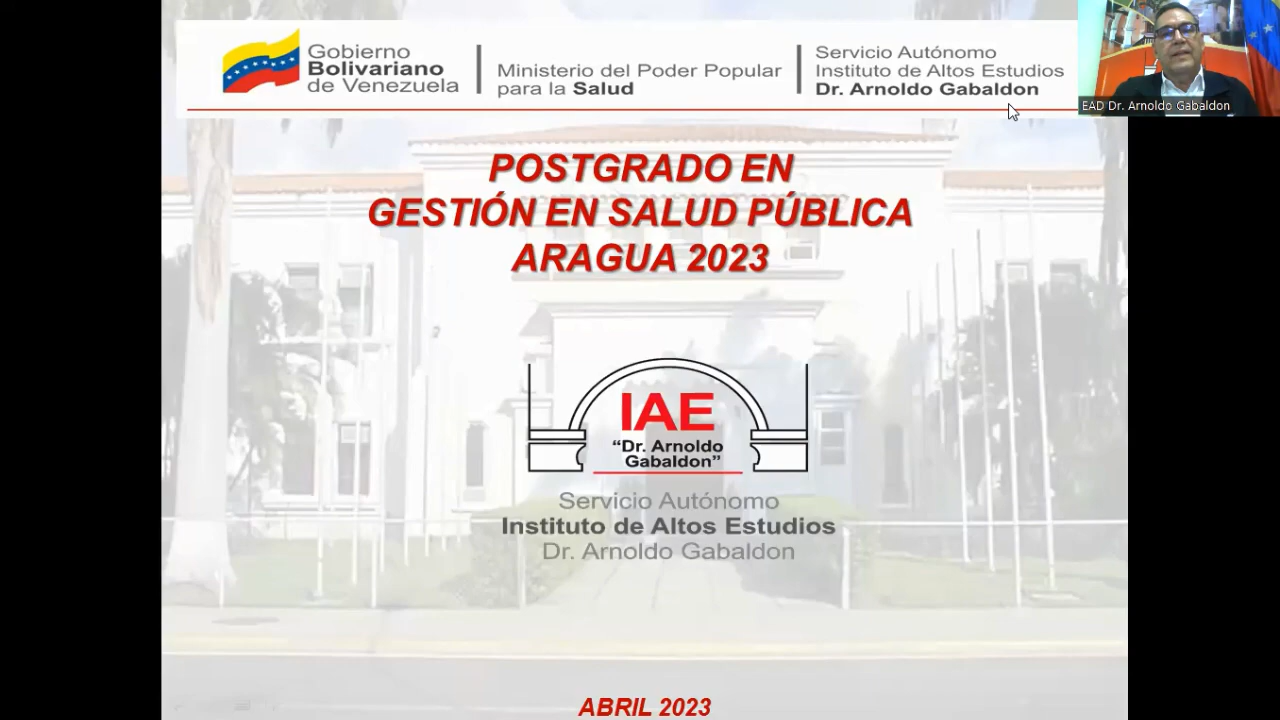 Gobierno
Bolivariano
de Venezuela
Ministerio del Poder Popular
para la Salud
Servicio Autónomo
Instituto de Altos Estudios
Dr. Arnoldo Gabaldon
EAD Dr. Arnoldo Gabaldon
POSTGRADO EN
GESTIÓN EN SALUD PÚBLICA
ARAGUA 2023
IAE
“Dr. Arnoldo
Gabaldon”
Servicio Autónomo
Instituto de Altos Estudios
Dr. Arnoldo Gabaldon
ABRIL 2023